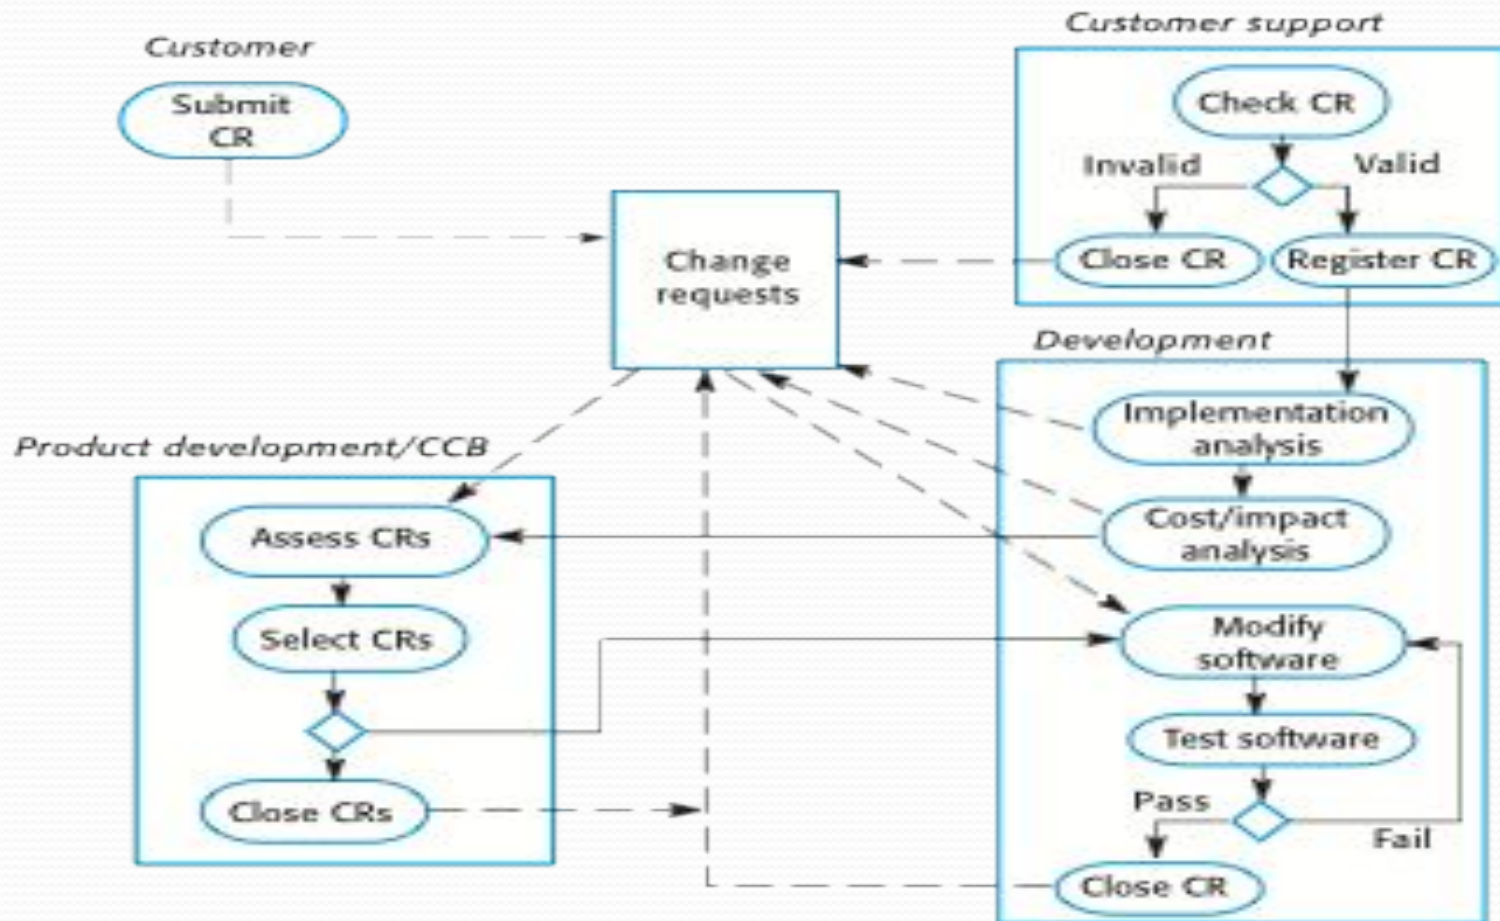 Customer
Submit
CR
Customer support
Check CR
Invalid
Valid
Close CR
Register CR
Change
requests
Development
Implementation
analysis
Cost/impact
analysis
Modify
software
Test software
Pass
Fail
Close CR
Product development/CCB
Assess CRs
Select CRs
Close CRs